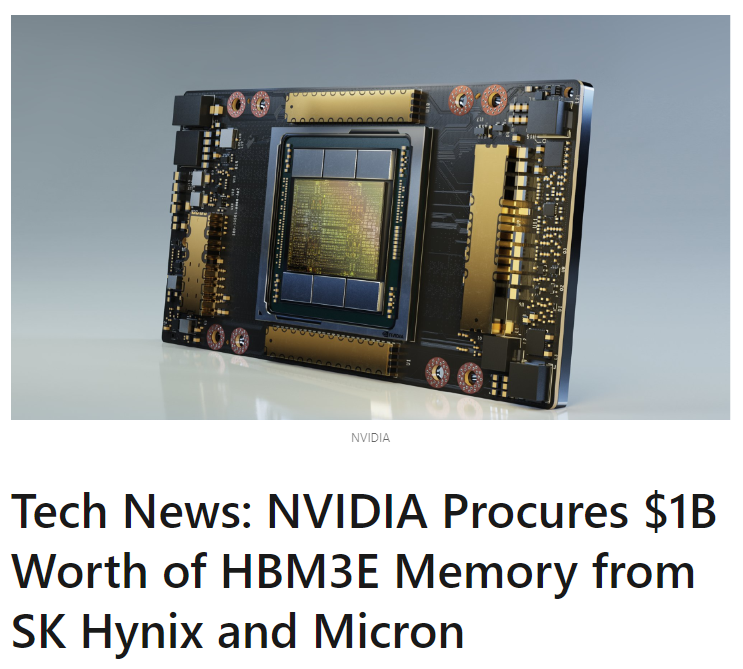 NVIDIA
Tech News: NVIDIA Procures $1B
Worth of HBM3E Memory from
SK Hynix and Micron